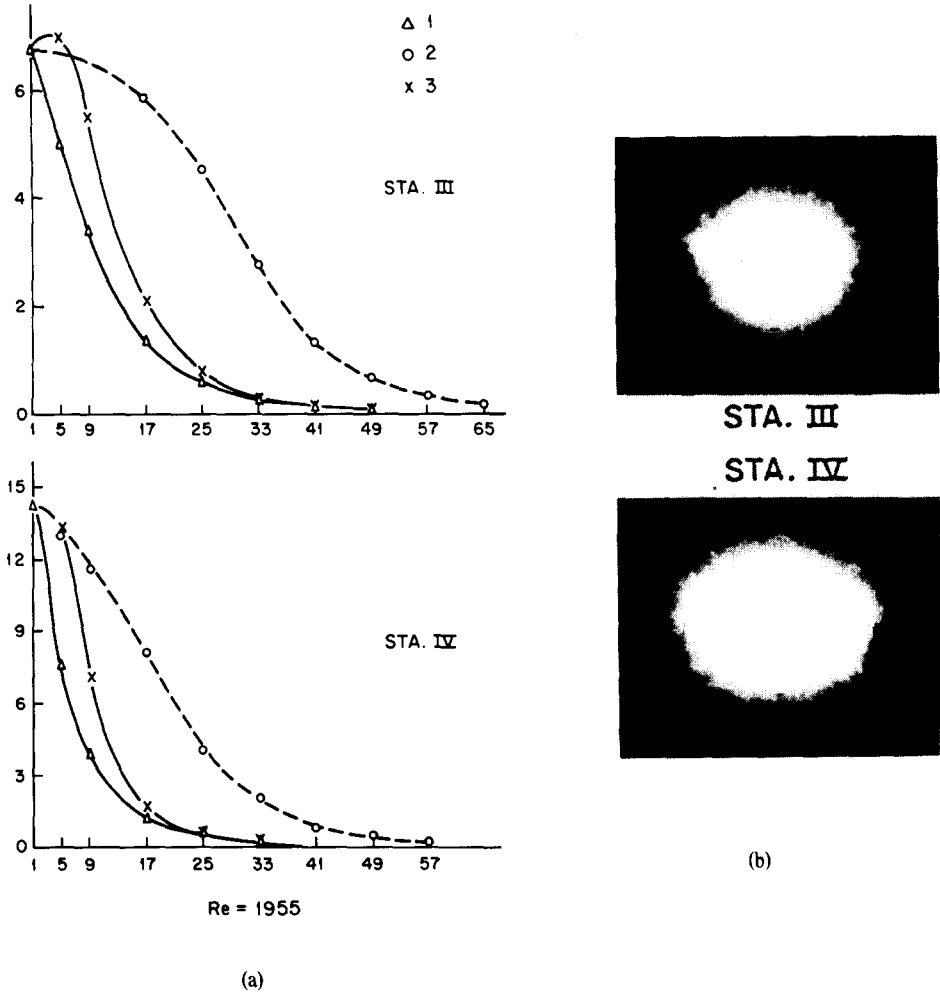 Δ 1
○ 2
× 3
6
4
2
0
STA. III
1 5 9 17 25 33 41 49 57 65
15
12
9
6
3
0
STA. IV
1 5 9 17 25 33 41 49 57
Re = 1955
(a)
STA. III
STA. IV
(b)